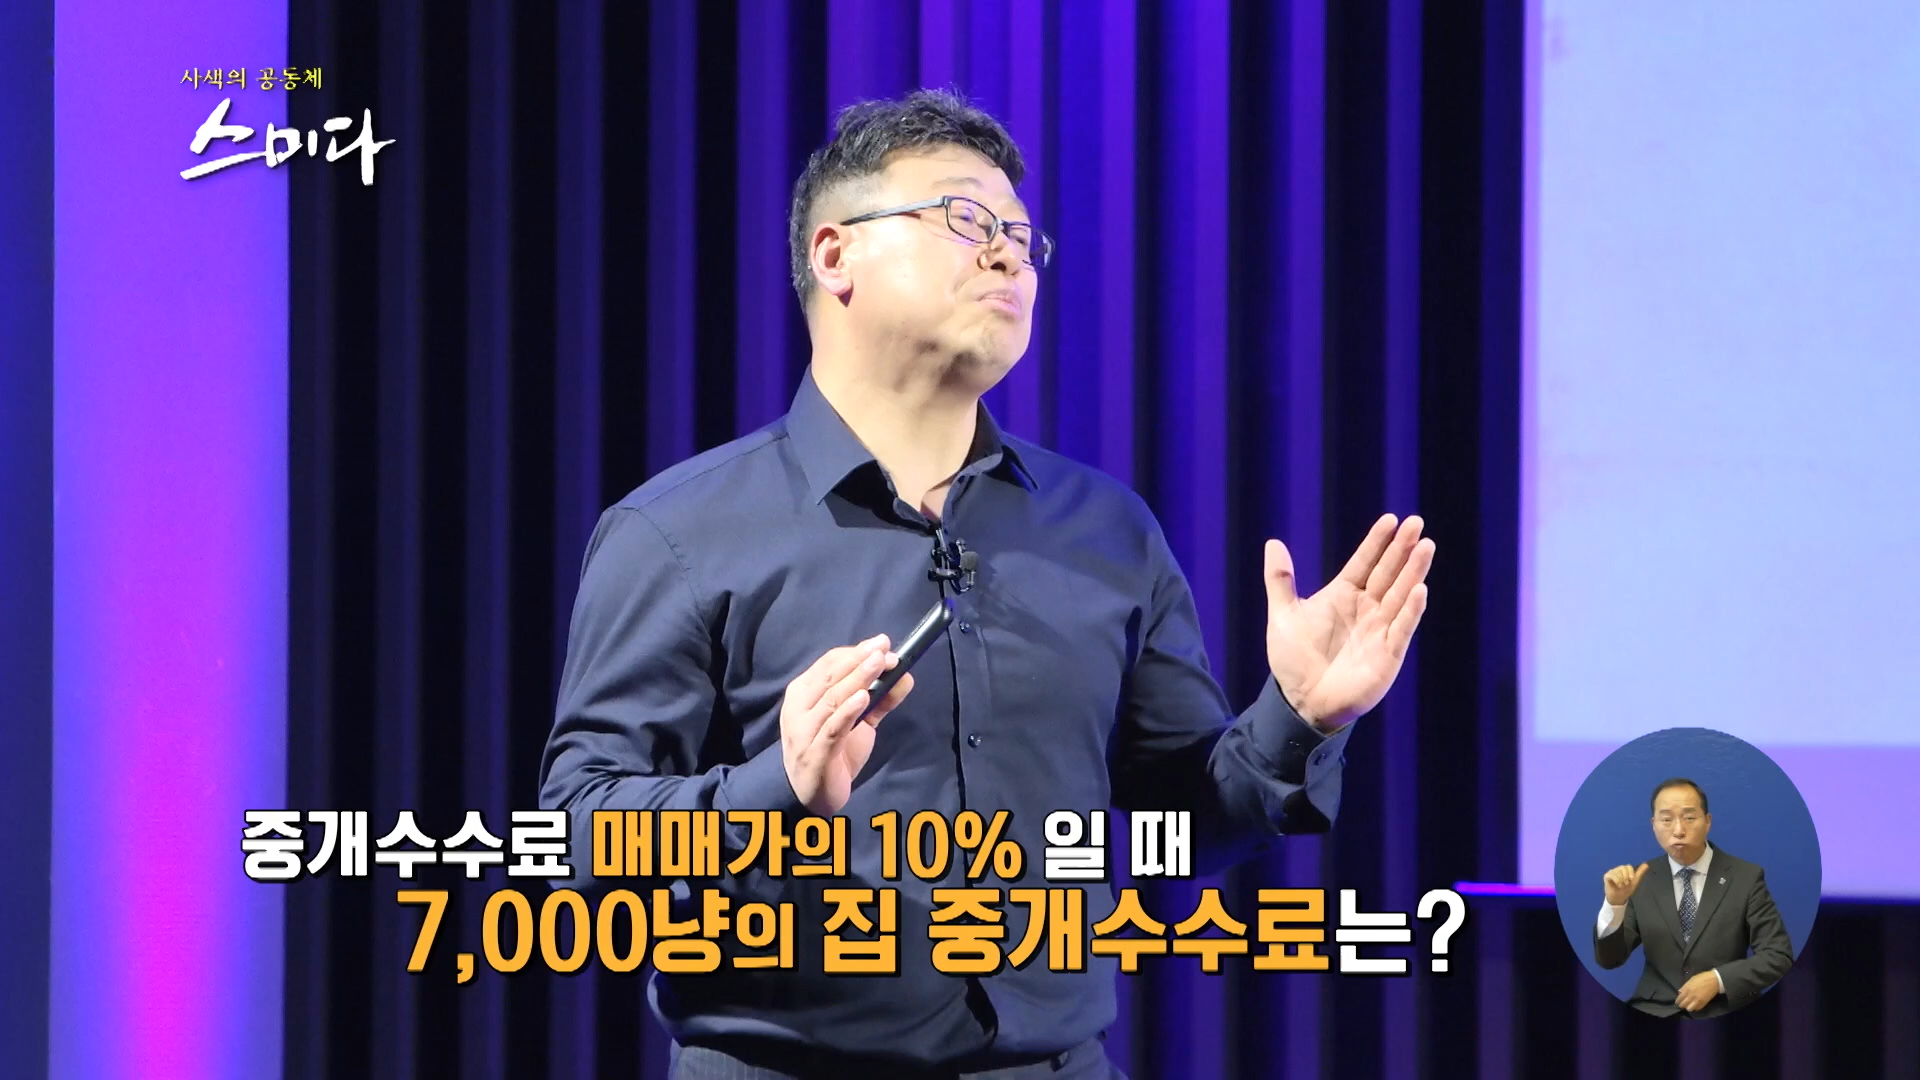 사색의 공동체
스미다
중개수수료 매매가의 10% 일 때
7,000냥의 집 중개수수료는?